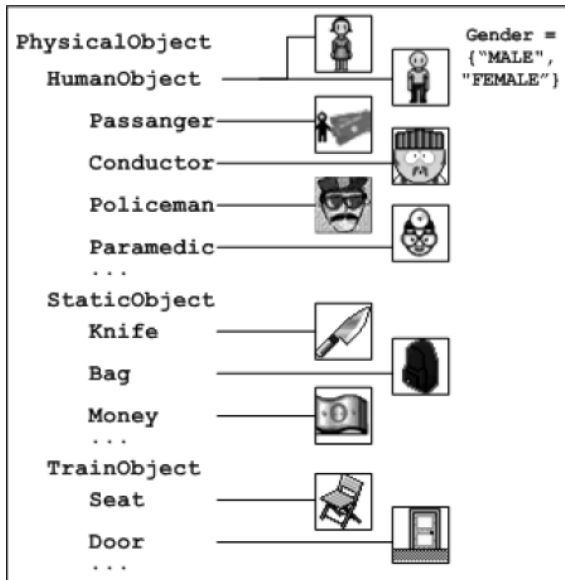 PhysicalObject
Gender =
{“MALE",
"FEMALE”}
HumanObject
Passanger
Conductor
Policeman
Paramedic
...
StaticObject
Knife
Bag
Money
...
TrainObject
Seat
Door
...